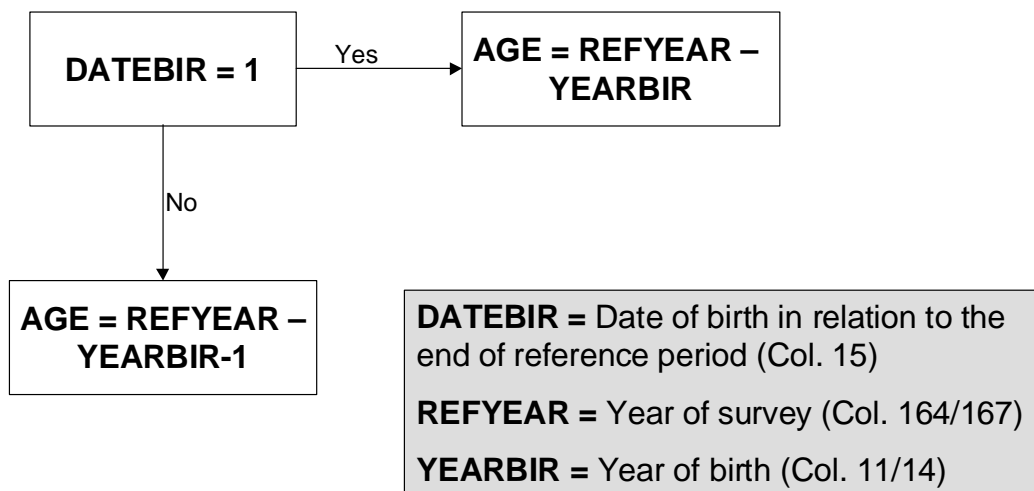 DATEBIR = 1
Yes
AGE = REFYEAR –
YEARBIR
No
AGE = REFYEAR –
YEARBIR-1
DATEBIR = Date of birth in relation to the
end of reference period (Col. 15)
REFYEAR = Year of survey (Col. 164/167)
YEARBIR = Year of birth (Col. 11/14)